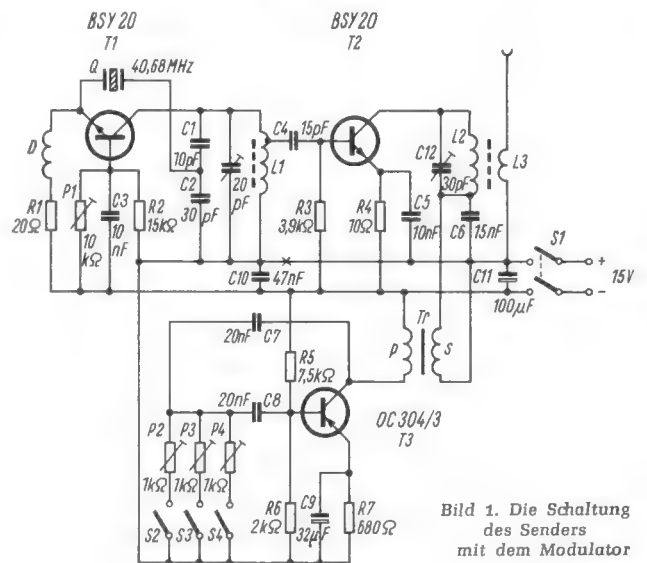 BSY 20
T1
BSY 20
T2
Q
40,68MHz
D
C1
10pF
C4
15pF
L2
C12
30pF
L3
P1
C3
R2
15kΩ
C2
30
pF
20
pF
L1
R1
20Ω
10
kΩ
10
nF
R3
3,9kΩ
R4
10Ω
C5
10nF
C6
15nF
S1
+
−
15V
C10
47nF
C11
100µF
Tr
p
s
20nF
C7
R5
7,5kΩ
20nF
C8
OC 304/3
T3
P2
P3
P4
1kΩ
1kΩ
1kΩ
S2
S3
S4
R6
2kΩ
C9
32µF
R7
680Ω
Bild 1. Die Schaltung
des Senders
mit dem Modulator